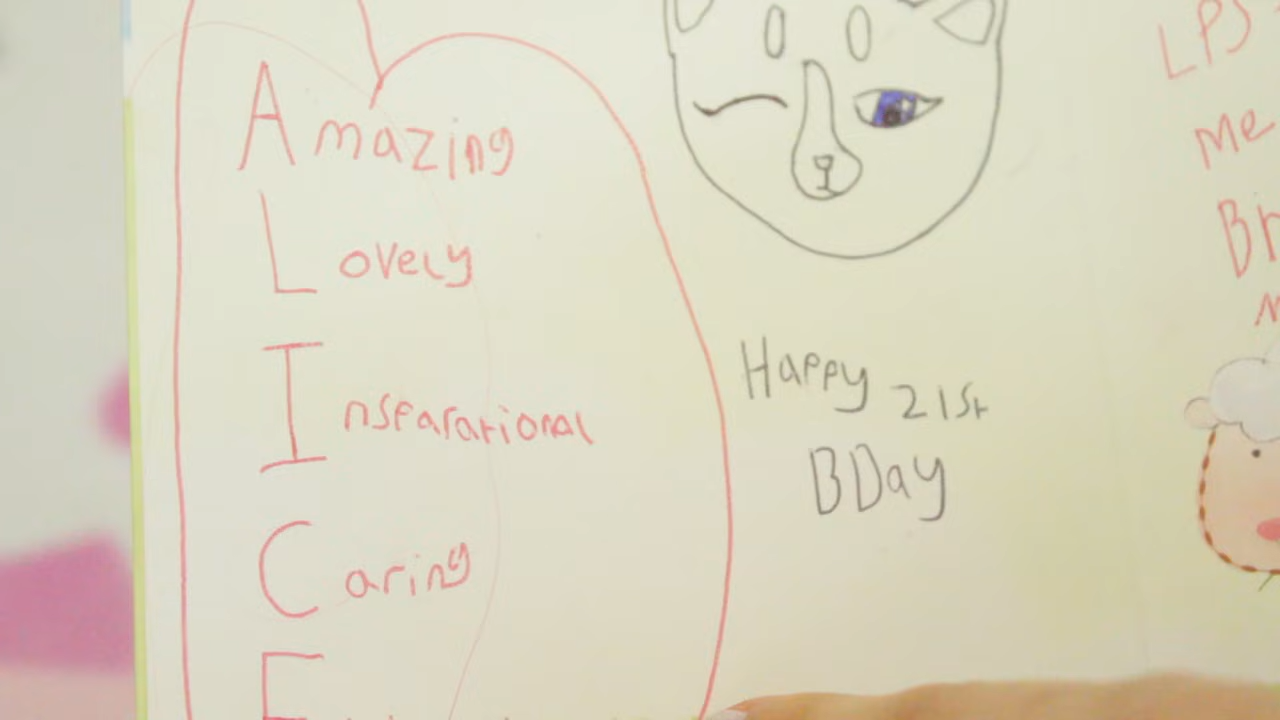 Amazing
Lovely
Insparational
Caring
E
Happy 21st
BDay
LPS
Me